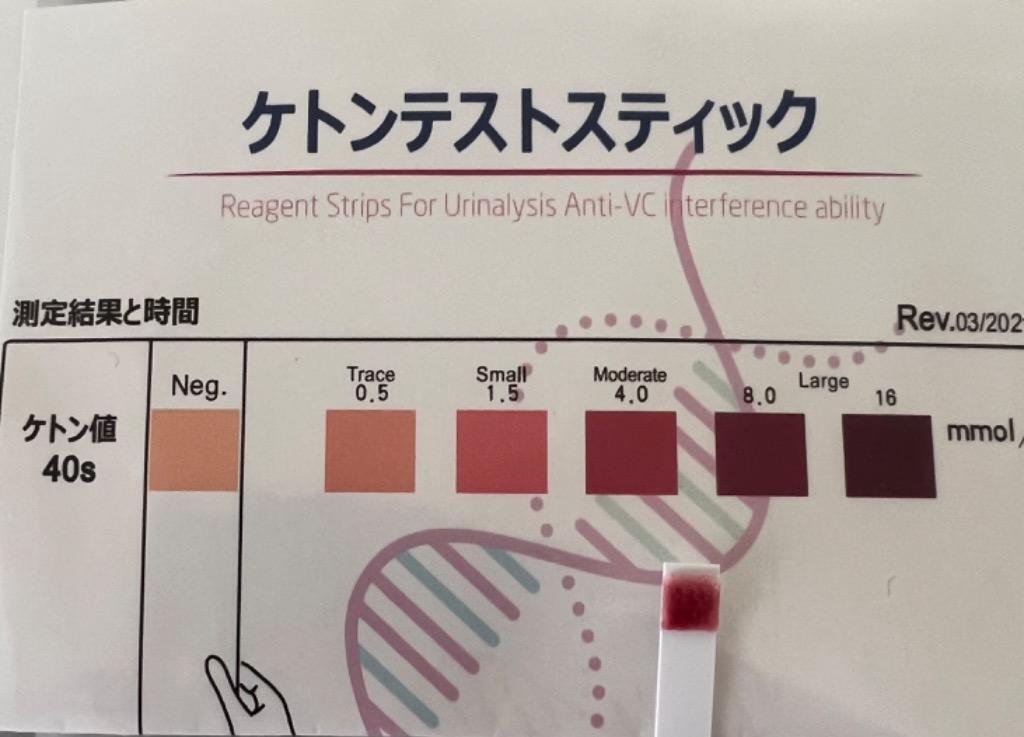 ケトンテストスティック
Reagent Strips For Urinalysis Anti-VC interference ability
測定結果と時間
Rev.03/202
ケトン値
40s
Neg.
Trace
0.5
Small
1.5
Moderate
4.0
Large
8.0
16
mmol/